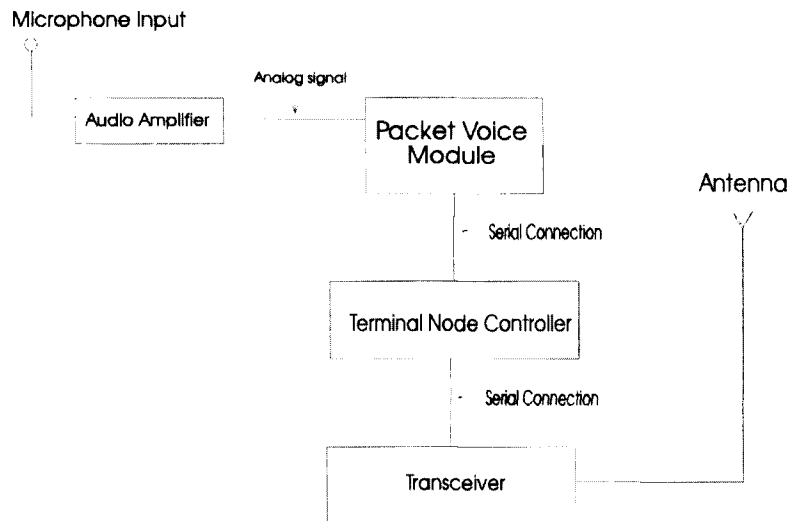 Microphone Input
Analog signal
Audio Amplifier
Packet Voice
Module
Antenna
Serial Connection
Terminal Node Controller
Serial Connection
Transceiver